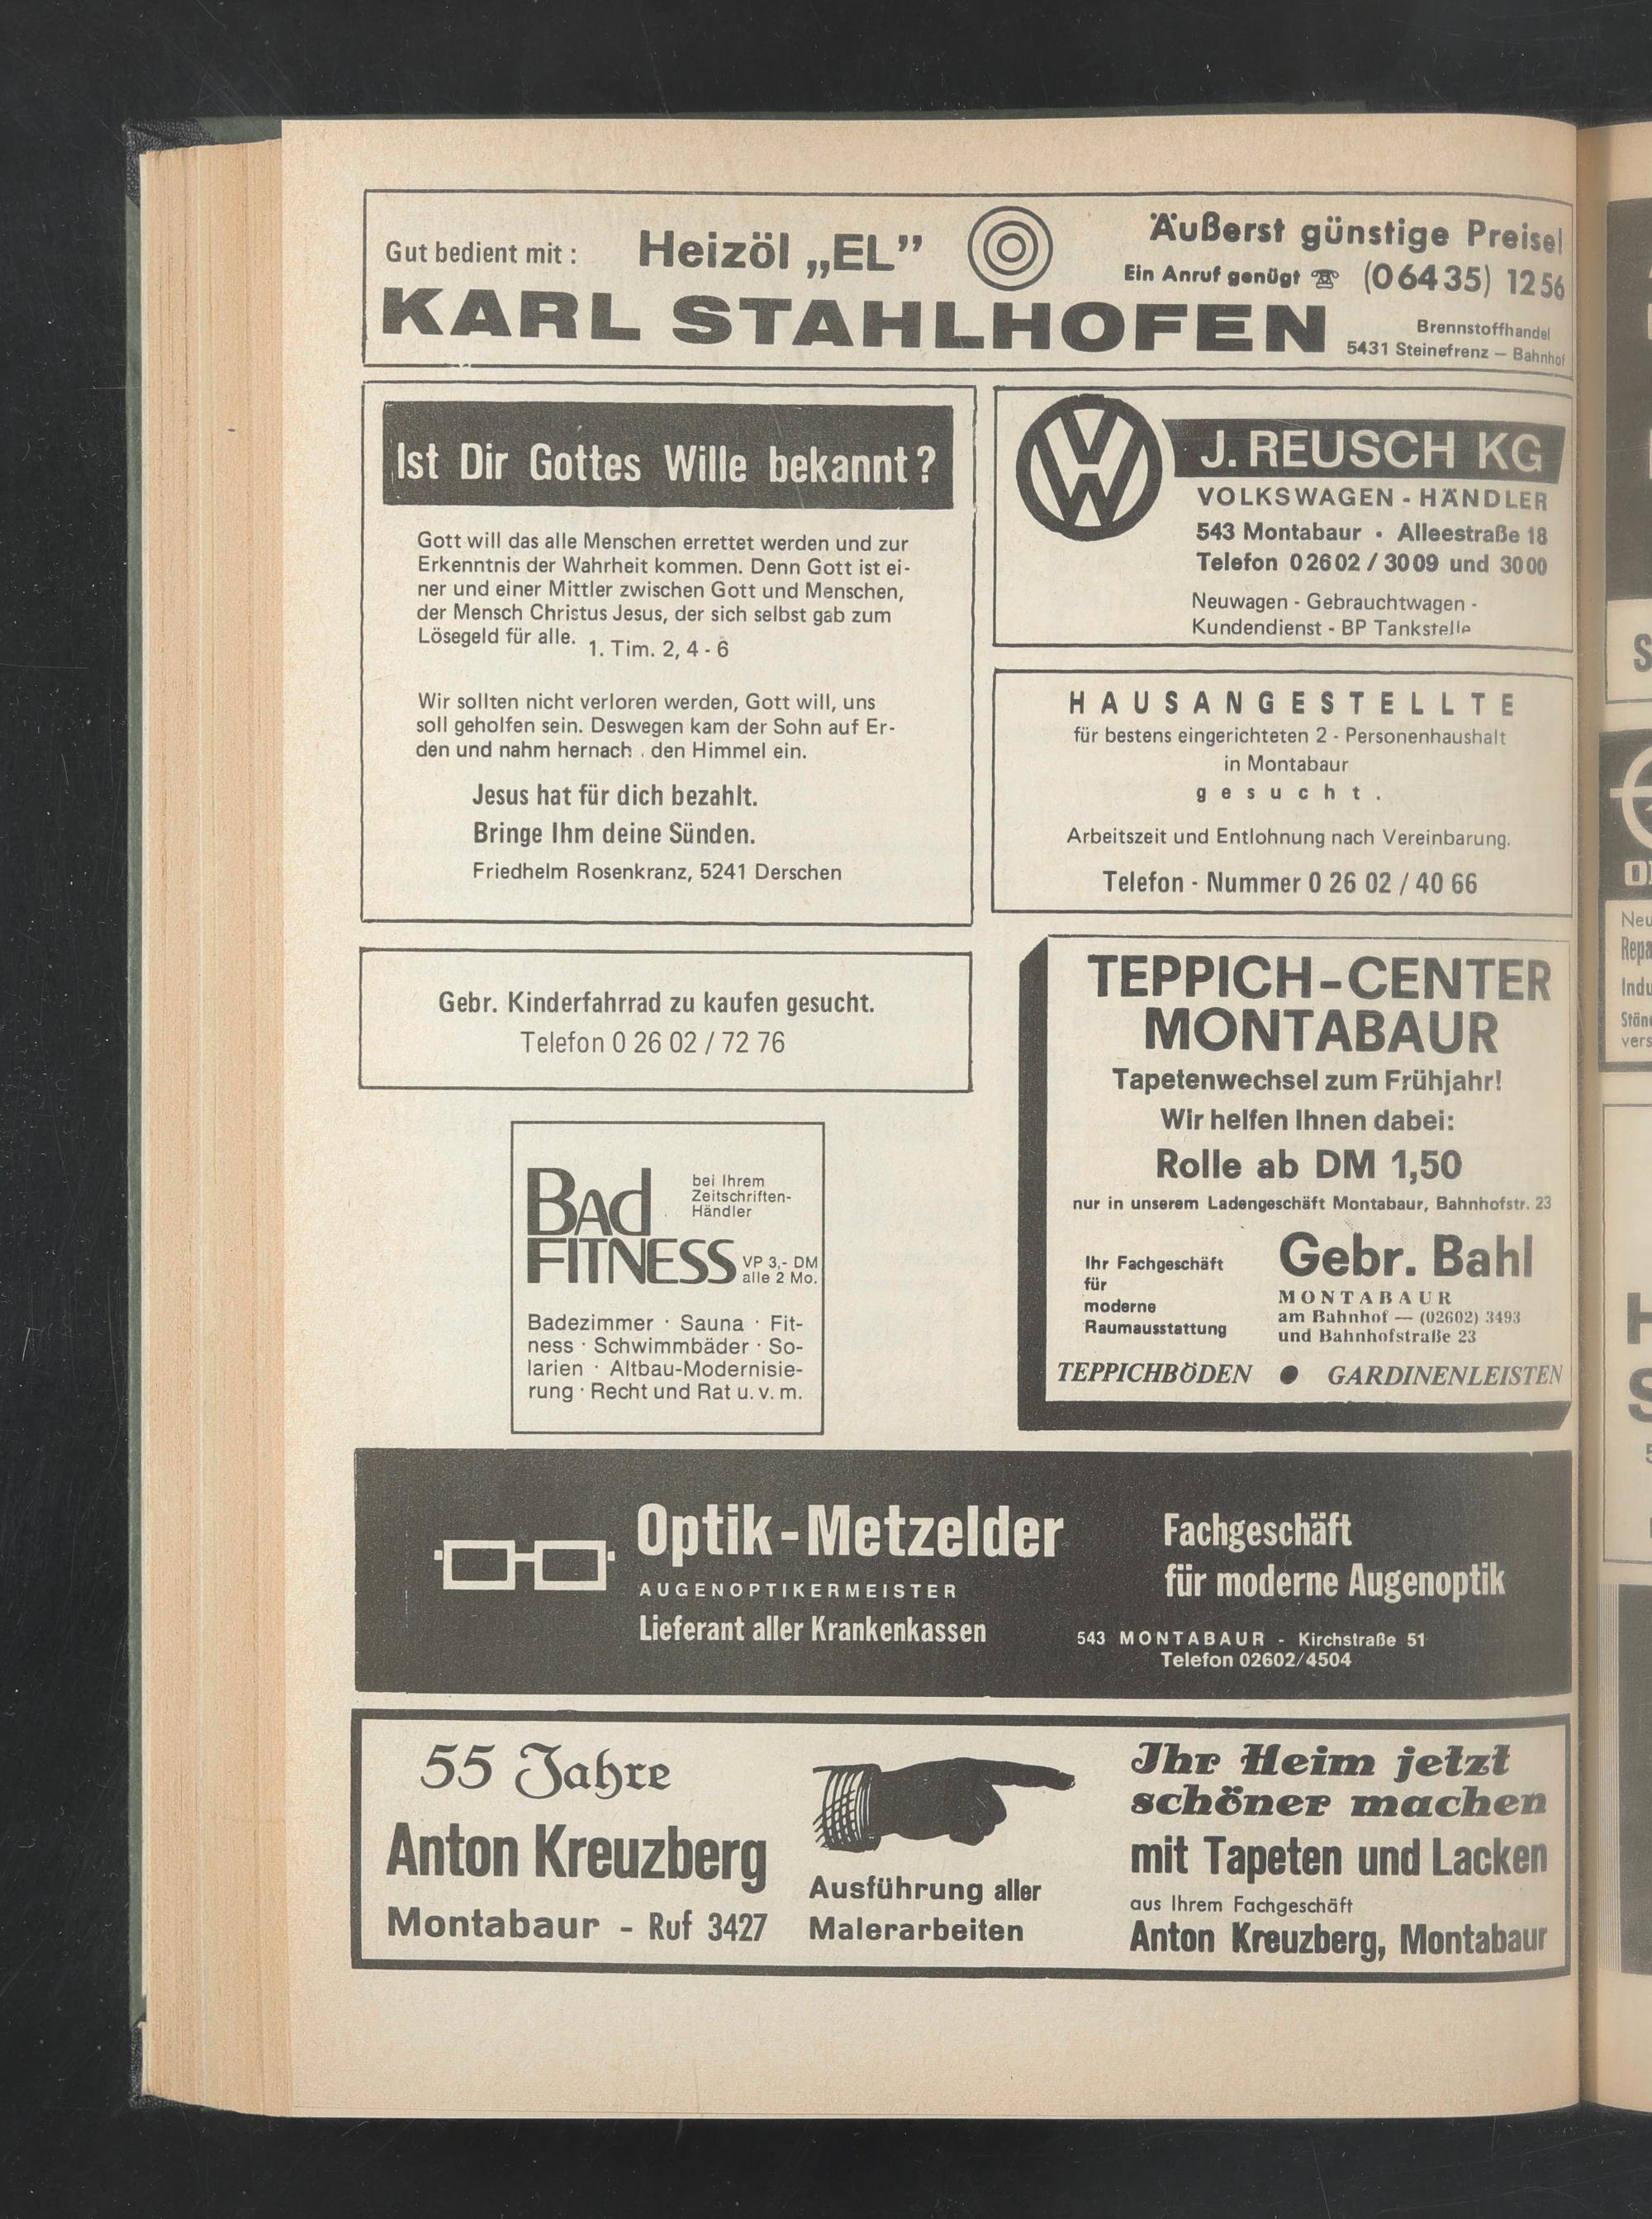 Gut bedient mit :
Heizöl „EL”
Äußerst günstige Preise!
Ein Anruf genügt ☎ (0 64 35) 12 56
KARL STAHLHOFEN
Brennstoffhandel
5431 Steinefrenz – Bahnhof
Ist Dir Gottes Wille bekannt?
Gott will das alle Menschen errettet werden und zur
Erkenntnis der Wahrheit kommen. Denn Gott ist ei-
ner und einer Mittler zwischen Gott und Menschen,
der Mensch Christus Jesus, der sich selbst gab zum
Lösegeld für alle.
1. Tim. 2, 4 - 6
Wir sollten nicht verloren werden, Gott will, uns
soll geholfen sein. Deswegen kam der Sohn auf Er-
den und nahm hernach . den Himmel ein.
Jesus hat für dich bezahlt.
Bringe Ihm deine Sünden.
Friedhelm Rosenkranz, 5241 Derschen
VW
J. REUSCH KG
VOLKSWAGEN - HÄNDLER
543 Montabaur · Alleestraße 18
Telefon 0 26 02 / 30 09 und 30 00
Neuwagen - Gebrauchtwagen -
Kundendienst - BP Tankstelle
HAUSANGESTELLTE
für bestens eingerichteten 2 - Personenhaushalt
in Montabaur
gesucht.
Arbeitszeit und Entlohnung nach Vereinbarung.
Telefon - Nummer 0 26 02 / 40 66
Gebr. Kinderfahrrad zu kaufen gesucht.
Telefon 0 26 02 / 72 76
BAd
FITNESS
bei Ihrem
Zeitschriften-
Händler
VP 3,- DM
alle 2 Mo.
Badezimmer · Sauna · Fit-
ness · Schwimmbäder · So-
larien · Altbau-Modernisie-
rung · Recht und Rat u. v. m.
TEPPICH-CENTER
MONTABAUR
Tapetenwechsel zum Frühjahr!
Wir helfen Ihnen dabei:
Rolle ab DM 1,50
nur in unserem Ladengeschäft Montabaur, Bahnhofstr. 23
Ihr Fachgeschäft
für
moderne
Raumausstattung
Gebr. Bahl
MONTABAUR
am Bahnhof — (02602) 3493
und Bahnhofstraße 23
TEPPICHBÖDEN ● GARDINENLEISTEN
Optik-Metzelder
AUGENOPTIKERMEISTER
Lieferant aller Krankenkassen
Fachgeschäft
für moderne Augenoptik
543 MONTABAUR - Kirchstraße 51
Telefon 02602/4504
55 Jahre
Anton Kreuzberg
Montabaur - Ruf 3427
Ausführung aller
Malerarbeiten
Ihr Heim jetzt
schöner machen
mit Tapeten und Lacken
aus Ihrem Fachgeschäft
Anton Kreuzberg, Montabaur